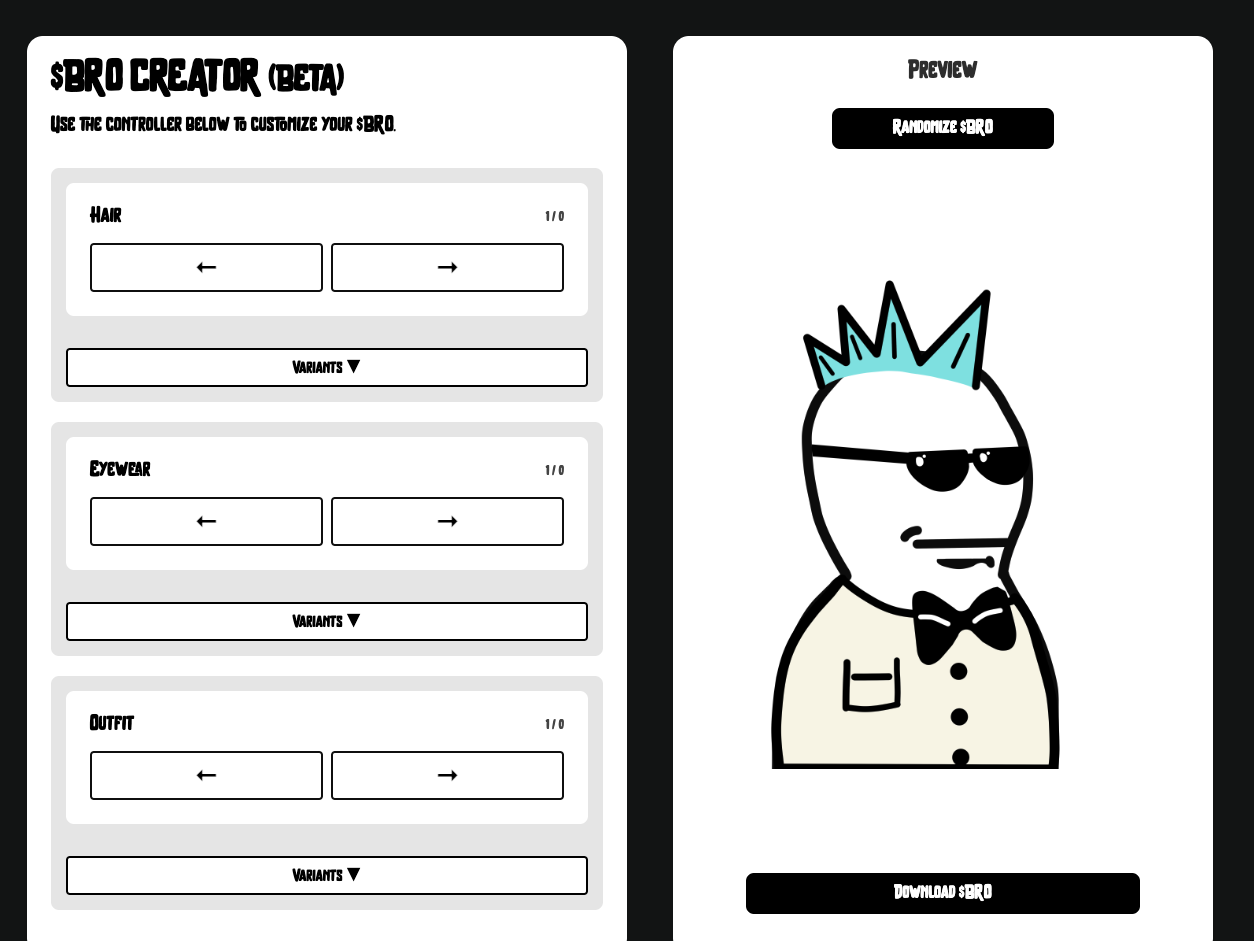 $BRO CREATOR (BETA)
USE THE CONTROLLER BELOW TO CUSTOMIZE YOUR $BRO.
HAIR
1 / 0
←
→
VARIANTS ▼
EYEWEAR
1 / 0
←
→
VARIANTS ▼
OUTFIT
1 / 0
←
→
VARIANTS ▼
PREVIEW
RANDOMIZE $BRO
DOWNLOAD $BRO